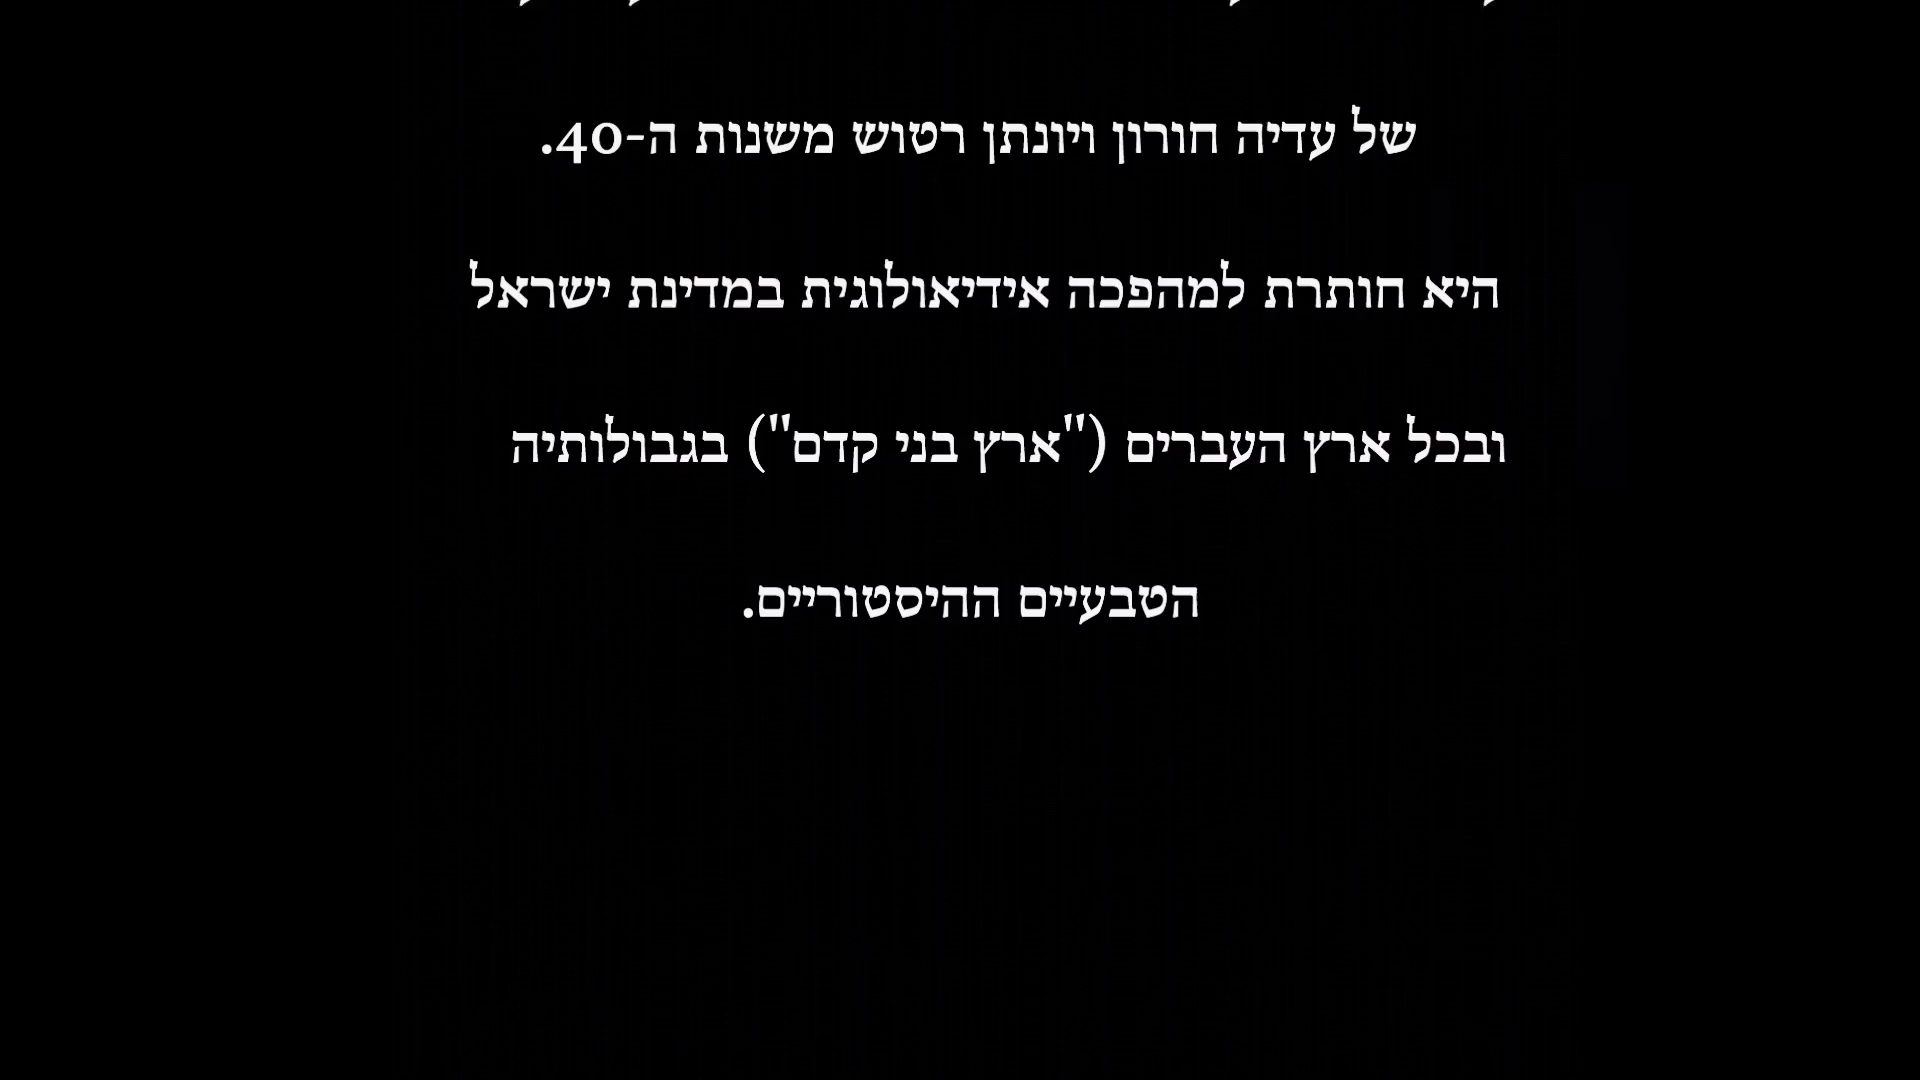 של עדיה חורון ויונתן רטוש משנות ה-40.
היא חותרת למהפכה אידיאולוגית במדינת ישראל
ובכל ארץ העברים ("ארץ בני קדם") בגבולותיה
הטבעיים ההיסטוריים.